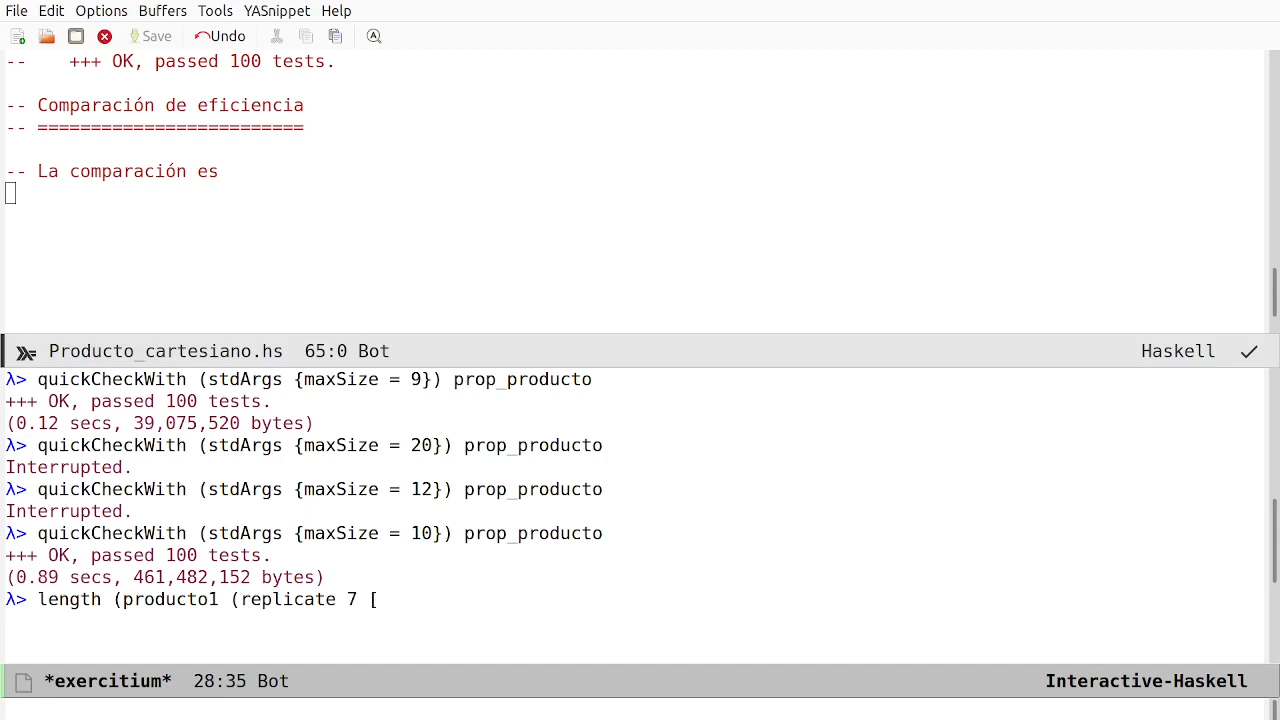 File Edit Options Buffers Tools YASnippet Help
Save Undo
--    +++ OK, passed 100 tests.
-- Comparación de eficiencia
-- =========================
-- La comparación es
Producto_cartesiano.hs 65:0 Bot Haskell
λ> quickCheckWith (stdArgs {maxSize = 9}) prop_producto
+++ OK, passed 100 tests.
(0.12 secs, 39,075,520 bytes)
λ> quickCheckWith (stdArgs {maxSize = 20}) prop_producto
Interrupted.
λ> quickCheckWith (stdArgs {maxSize = 12}) prop_producto
Interrupted.
λ> quickCheckWith (stdArgs {maxSize = 10}) prop_producto
+++ OK, passed 100 tests.
(0.89 secs, 461,482,152 bytes)
λ> length (producto1 (replicate 7 [
*exercitium* 28:35 Bot Interactive-Haskell